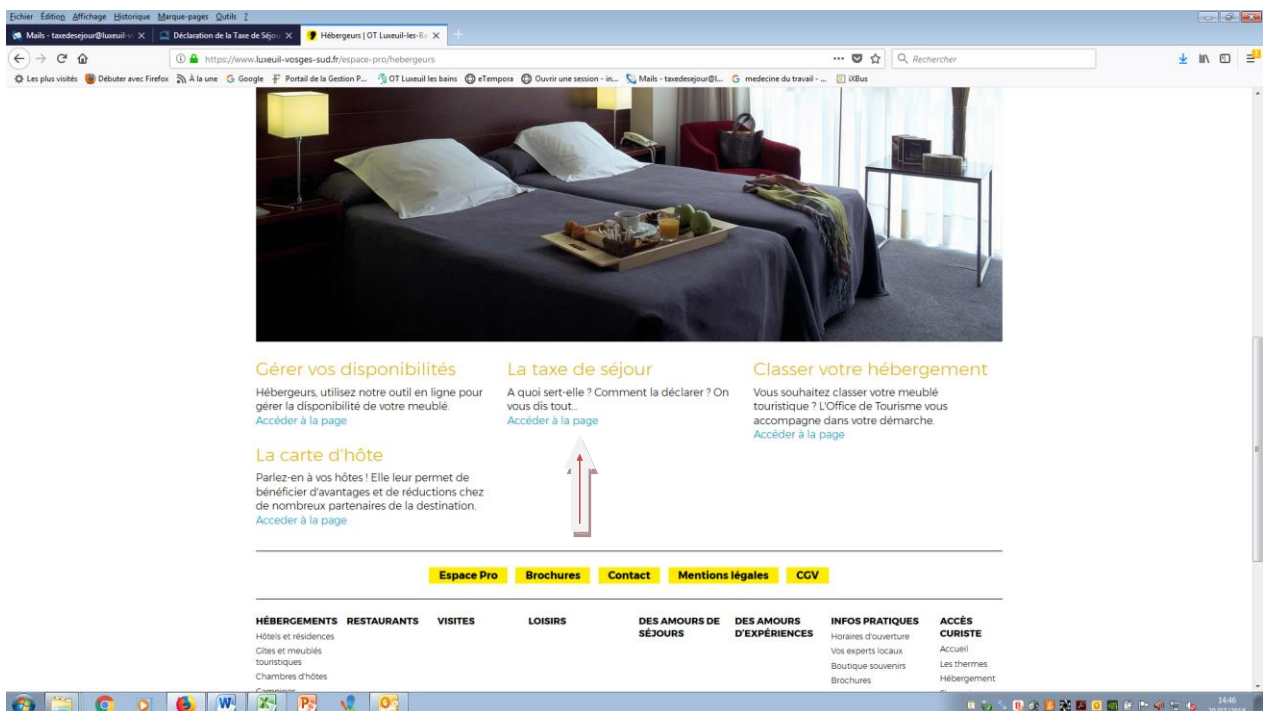 Fichier Edition Affichage Historique Marque-pages Outils ?
Mails - taxedesejour@luxeuil-v
Déclaration de la Taxe de Séjou
Hébergeurs | OT Luxeuil-les-Ba
https://www.luxeuil-vosges-sud.fr/espace-pro/hebergeurs
Rechercher
Les plus visités Débuter avec Firefox À la une Google Portail de la Gestion P... OT Luxeuil les bains eTempora Ouvrir une session - in... Mails - taxedesejour@l... medecine du travail - ... iXBus
Gérer vos disponibilités
Hébergeurs, utilisez notre outil en ligne pour
gérer la disponibilité de votre meublé.
Accéder à la page
La taxe de séjour
A quoi sert-elle ? Comment la déclarer ? On
vous dis tout...
Accéder à la page
Classer votre hébergement
Vous souhaitez classer votre meublé
touristique ? L'Office de Tourisme vous
accompagne dans votre démarche.
Accéder à la page
La carte d'hôte
Parlez-en à vos hôtes ! Elle leur permet de
bénéficier d'avantages et de réductions chez
de nombreux partenaires de la destination.
Acceder à la page
Espace Pro Brochures Contact Mentions légales CGV
HÉBERGEMENTS
Hôtels et résidences
Gîtes et meublés
touristiques
Chambres d'hôtes
Campings
RESTAURANTS
VISITES
LOISIRS
DES AMOURS DE
SÉJOURS
DES AMOURS
D'EXPÉRIENCES
INFOS PRATIQUES
Horaires d'ouverture
Vos experts locaux
Boutique souvenirs
Brochures
ACCÈS
CURISTE
Accueil
Les thermes
Hébergement
14:46